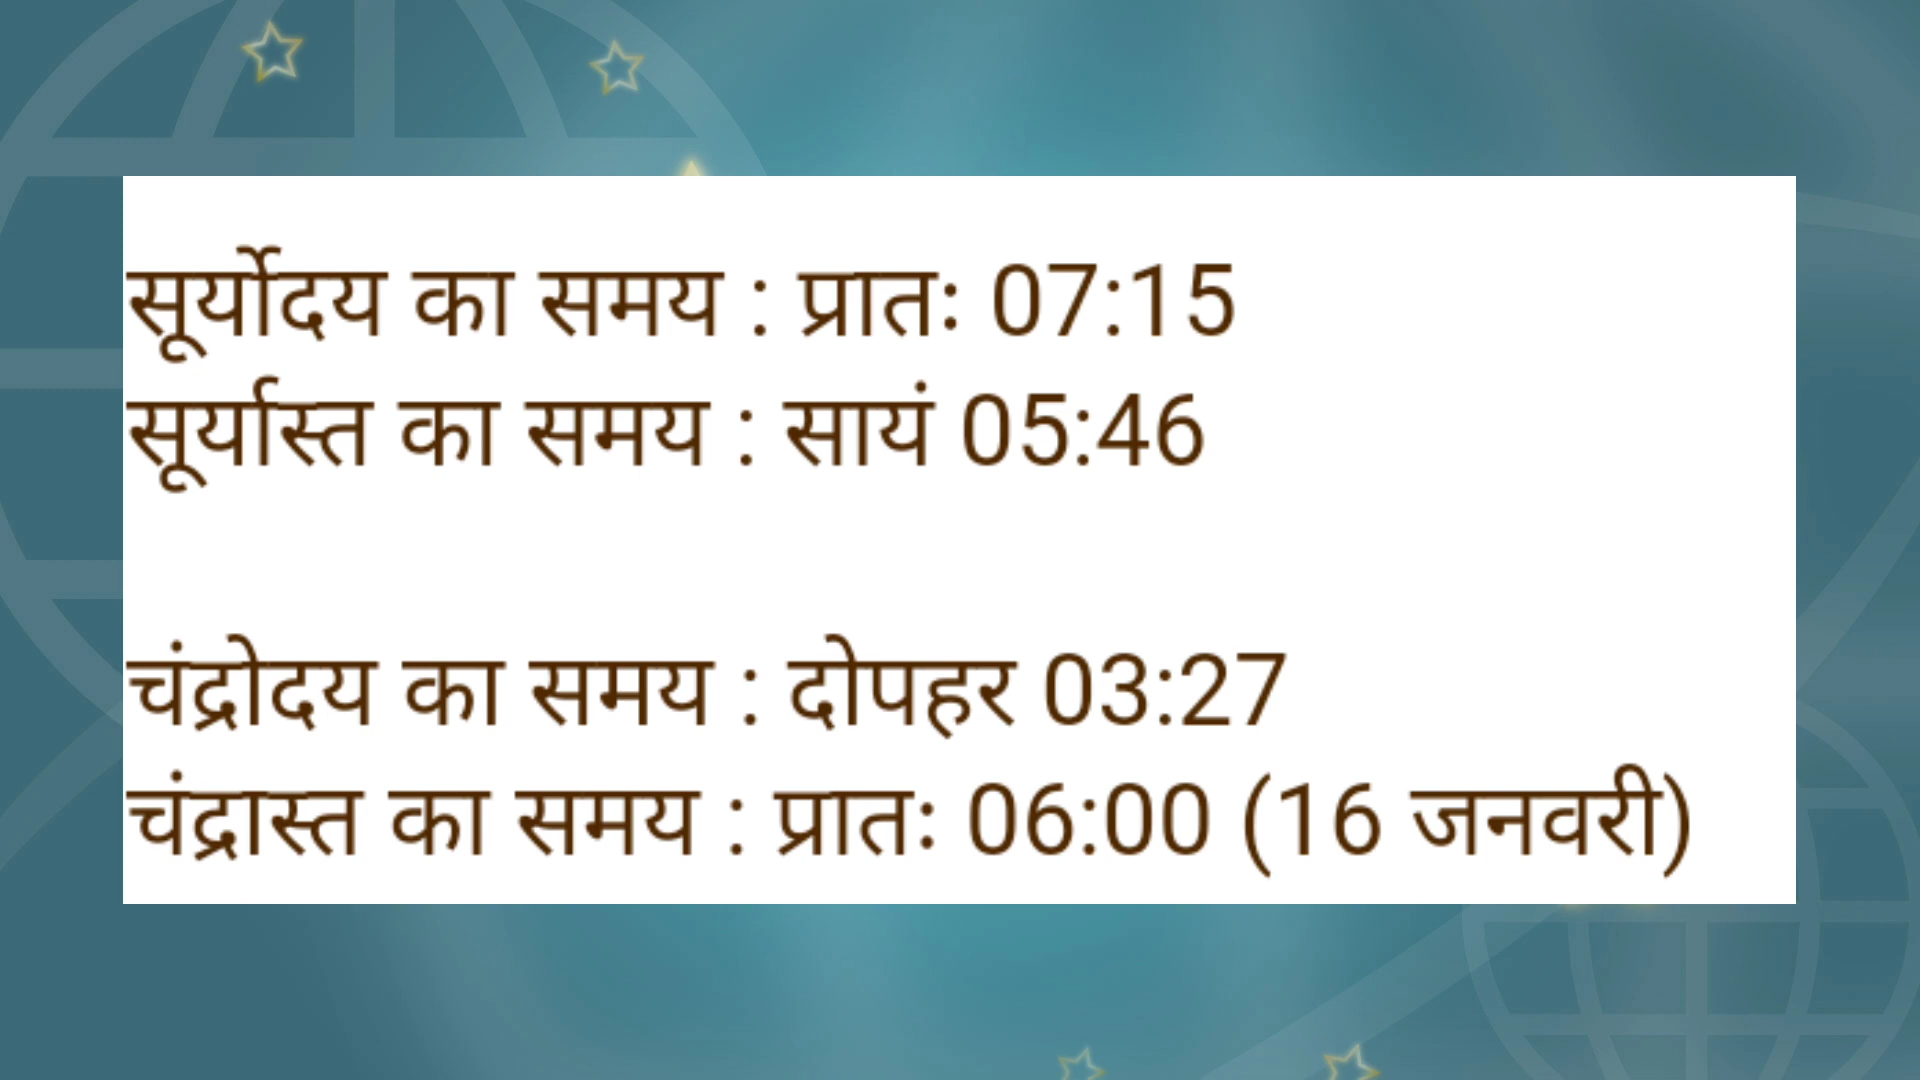 सूर्योदय का समय : प्रातः 07:15
सूर्यास्त का समय : सायं 05:46
चंद्रोदय का समय : दोपहर 03:27
चंद्रास्त का समय : प्रातः 06:00 (16 जनवरी)